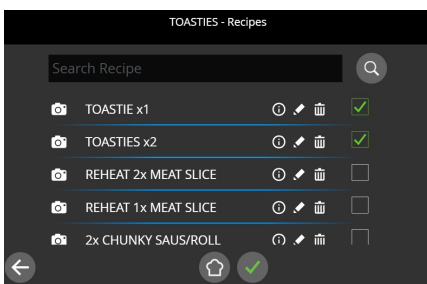 TOASTIES - Recipes
Search Recipe
TOASTIE x1
TOASTIES x2
REHEAT 2x MEAT SLICE
REHEAT 1x MEAT SLICE
2x CHUNKY SAUS/ROLL